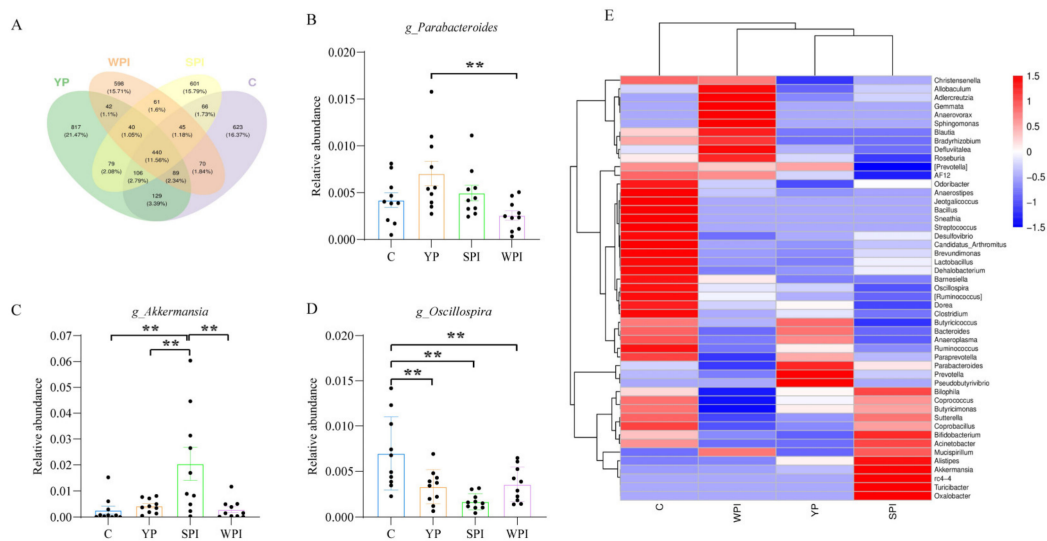 A
YP
WPI
SPI
C
598
(15.71%)
601
(15.79%)
817
(21.47%)
42
(1.1%)
61
(1.6%)
66
(1.73%)
623
(16.37%)
40
(1.05%)
45
(1.18%)
440
(11.56%)
79
(2.08%)
106
(2.79%)
89
(2.34%)
70
(1.84%)
129
(3.39%)
B
g_Parabacteroides
Relative abundance
0.020
0.015
0.010
0.005
0.000
**
C YP SPI WPI
C
g_Akkermansia
Relative abundance
0.07
0.06
0.05
0.04
0.03
0.02
0.01
0.00
** **
**
C YP SPI WPI
D
g_Oscillospira
Relative abundance
0.020
0.015
0.010
0.005
0.000
**
**
**
C YP SPI WPI
E
Christensenella
Allobaculum
Adlercreutzia
Gemmata
Anaerovorax
Sphingomonas
Blautia
Bradyrhizobium
Defluviitalea
Roseburia
[Prevotella]
AF12
Odoribacter
Anaerostipes
Jeotgalicoccus
Bacillus
Sneathia
Streptococcus
Desulfovibrio
Candidatus_Arthromitus
Brevundimonas
Lactobacillus
Dehalobacterium
Barnesiella
Oscillospira
[Ruminococcus]
Dorea
Clostridium
Butyricicoccus
Bacteroides
Anaeroplasma
Ruminococcus
Paraprevotella
Parabacteroides
Prevotella
Pseudobutyrivibrio
Bilophila
Coprococcus
Butyricimonas
Sutterella
Coprobacillus
Bifidobacterium
Acinetobacter
Mucispirillum
Alistipes
Akkermansia
rc4-4
Turicibacter
Oxalobacter
C
WPI
YP
SPI
1.5
1
0.5
0
−0.5
−1
−1.5